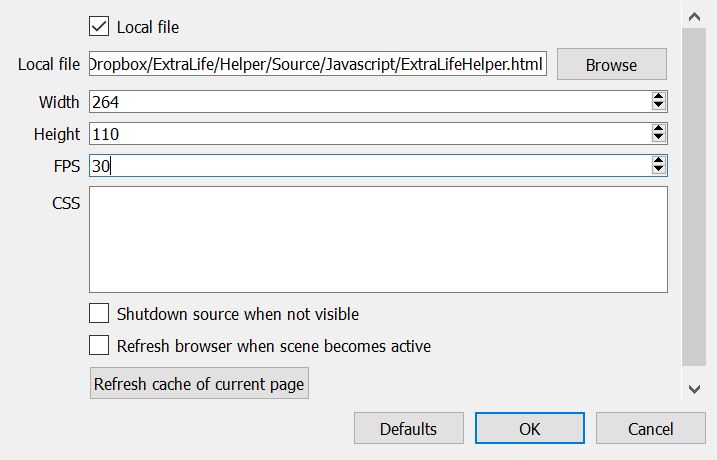 Local file
Local file Dropbox/ExtraLife/Helper/Source/Javascript/ExtraLifeHelper.html Browse
Width 264
Height 110
FPS 30
CSS
Shutdown source when not visible
Refresh browser when scene becomes active
Refresh cache of current page
Defaults OK Cancel